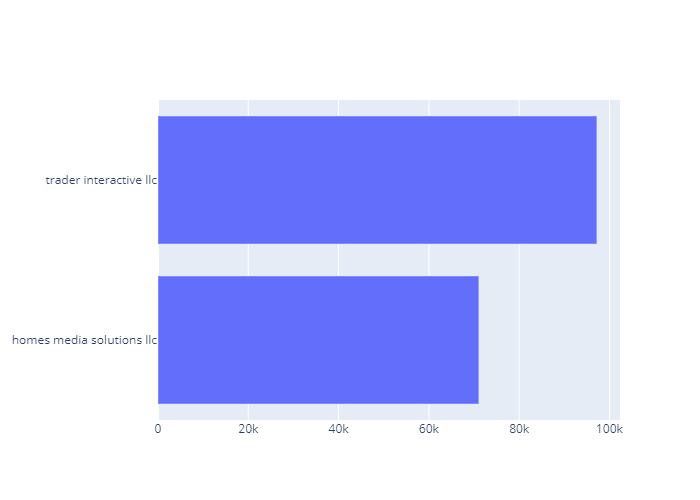 trader interactive llc
homes media solutions llc
0 20k 40k 60k 80k 100k